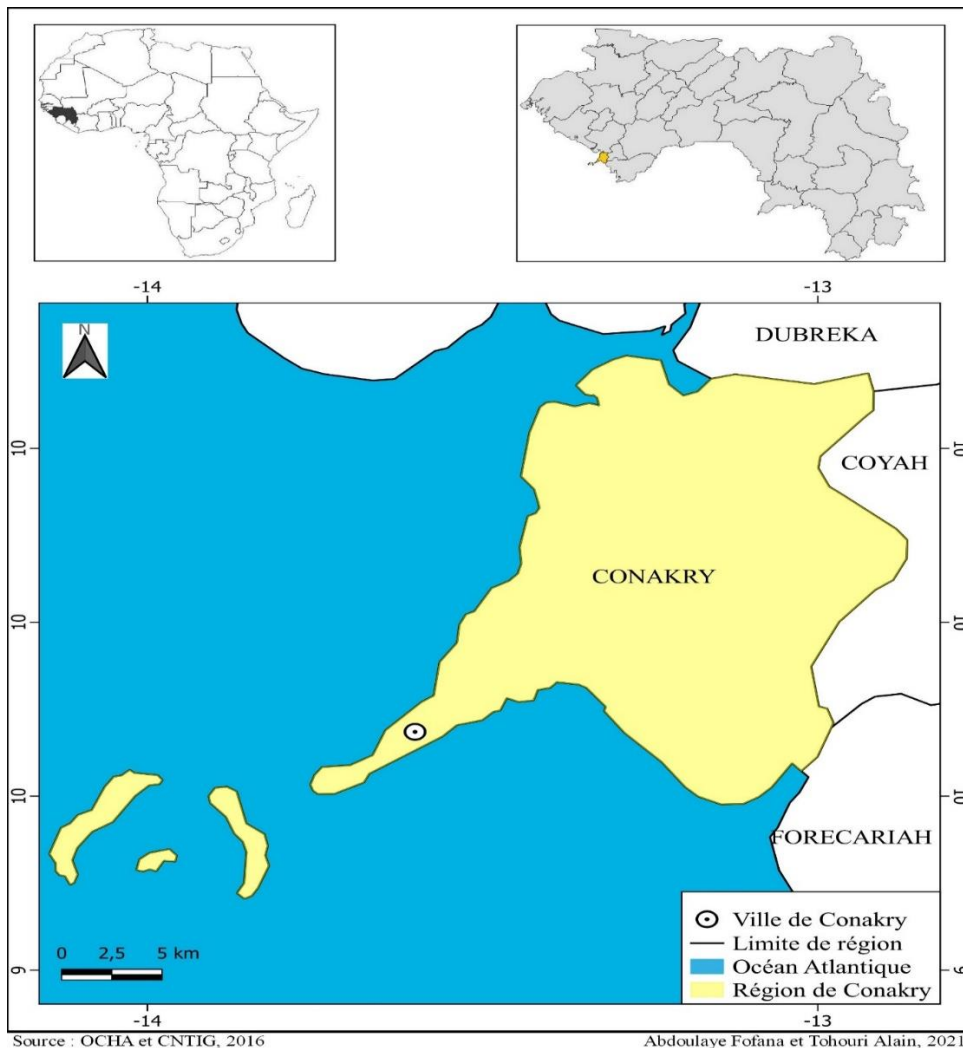 -14 -13
N
DUBREKA
10 10
COYAH
CONAKRY
10 10
10 10
FORECARIAH
Ville de Conakry
Limite de région
0 2,5 5 km
Océan Atlantique
9 9
Région de Conakry
-14 -13
Source : OCHA et CNTIG, 2016 Abdoulaye Fofana et Tohouri Alain, 2021